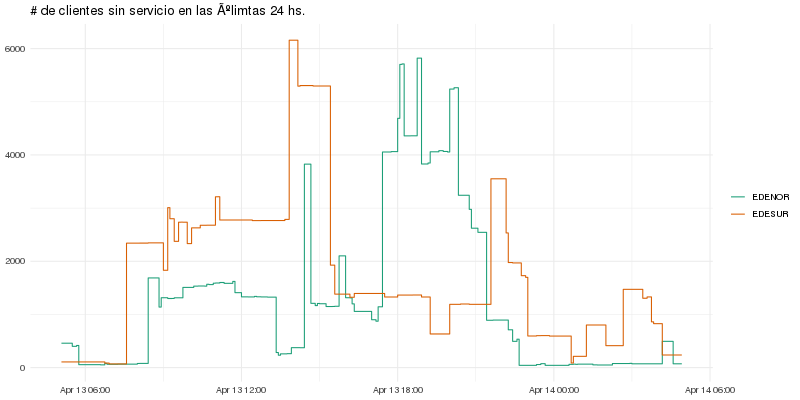 # de clientes sin servicio en las Ãºlimtas 24 hs.
6000
4000
2000
0
Apr 13 06:00
Apr 13 12:00
Apr 13 18:00
Apr 14 00:00
Apr 14 06:00
EDENOR
EDESUR